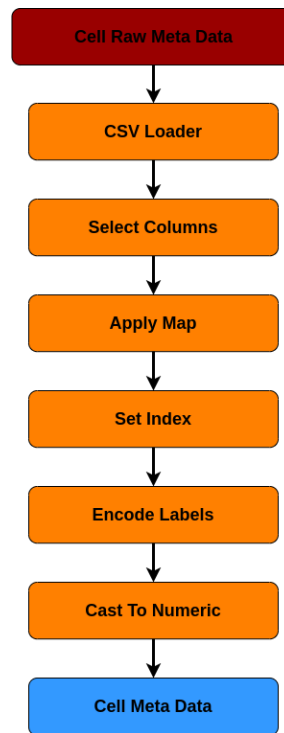 Cell Raw Meta Data
CSV Loader
Select Columns
Apply Map
Set Index
Encode Labels
Cast To Numeric
Cell Meta Data